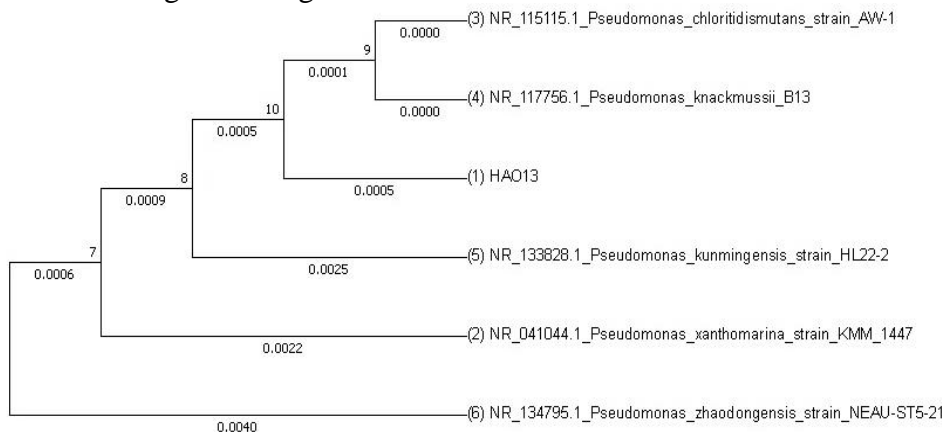 (3) NR_115115.1_Pseudomonas_chloritidismutans_strain_AW-1
0.0000
9
0.0001
(4) NR_117756.1_Pseudomonas_knackmussii_B13
0.0000
10
0.0005
(1) HAO13
0.0005
8
0.0009
(5) NR_133828.1_Pseudomonas_kunmingensis_strain_HL22-2
0.0025
7
0.0006
(2) NR_041044.1_Pseudomonas_xanthomarina_strain_KMM_1447
0.0022
(6) NR_134795.1_Pseudomonas_zhaodongensis_strain_NEAU-ST5-21
0.0040